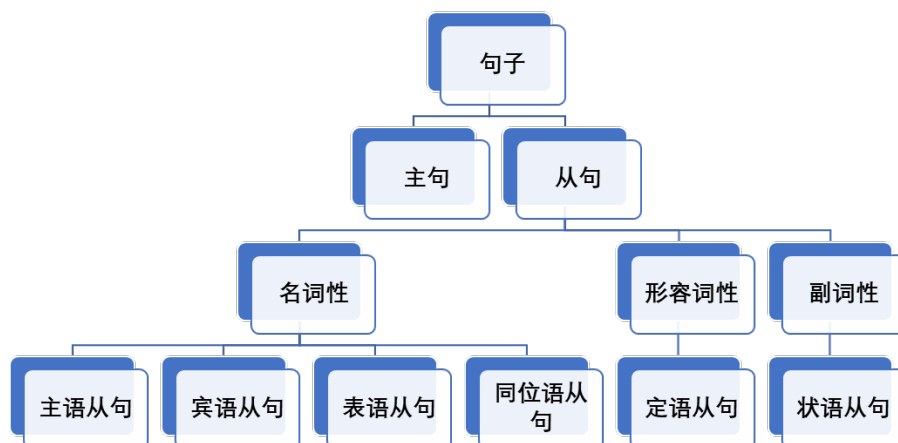 句子
主句
从句
名词性
形容词性
副词性
主语从句
宾语从句
表语从句
同位语从
句
定语从句
状语从句